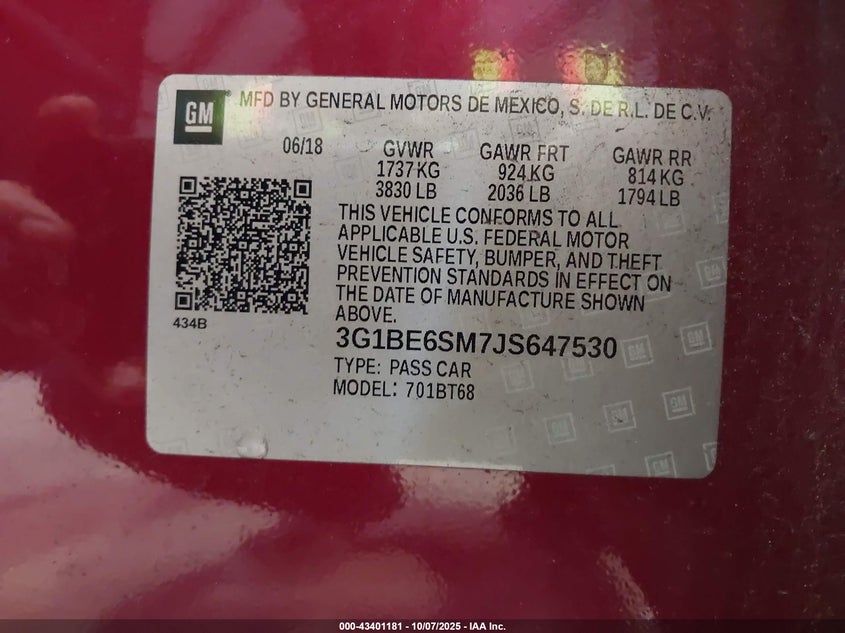 GM MFD BY GENERAL MOTORS DE MEXICO, S. DE R.L. DE C.V.
06/18 GVWR GAWR FRT GAWR RR
1737 KG 924 KG 814 KG
3830 LB 2036 LB 1794 LB
THIS VEHICLE CONFORMS TO ALL
APPLICABLE U.S. FEDERAL MOTOR
VEHICLE SAFETY, BUMPER, AND THEFT
PREVENTION STANDARDS IN EFFECT ON
THE DATE OF MANUFACTURE SHOWN
ABOVE.
434B
3G1BE6SM7JS647530
TYPE: PASS CAR
MODEL: 701BT68
000-43401181 - 10/07/2025 - IAA Inc.